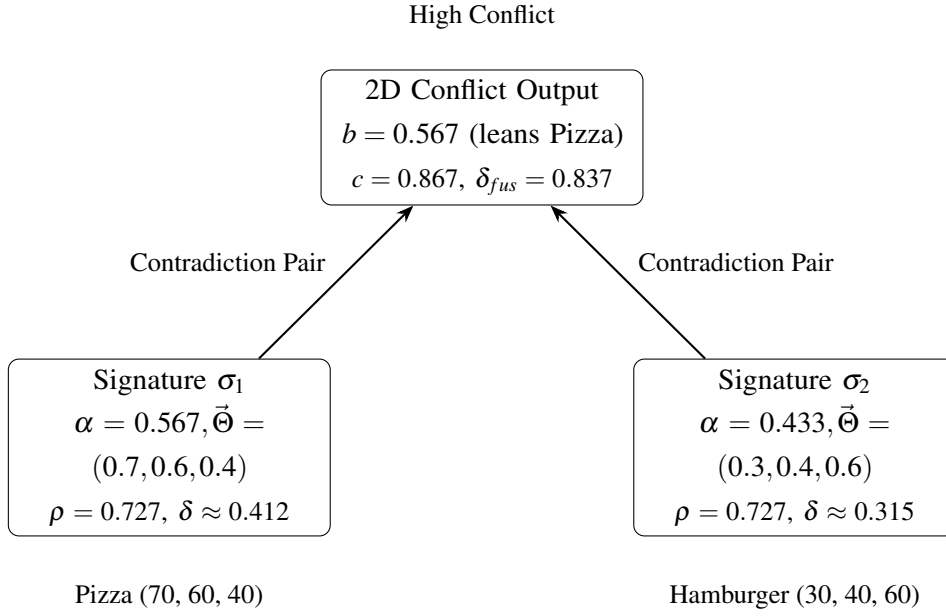 High Conflict
2D Conflict Output
b = 0.567 (leans Pizza)
c = 0.867, δ_fus = 0.837
Contradiction Pair
Contradiction Pair
Signature σ₁
α = 0.567, Θ⃗ =
(0.7, 0.6, 0.4)
ρ = 0.727, δ ≈ 0.412
Signature σ₂
α = 0.433, Θ⃗ =
(0.3, 0.4, 0.6)
ρ = 0.727, δ ≈ 0.315
Pizza (70, 60, 40)
Hamburger (30, 40, 60)